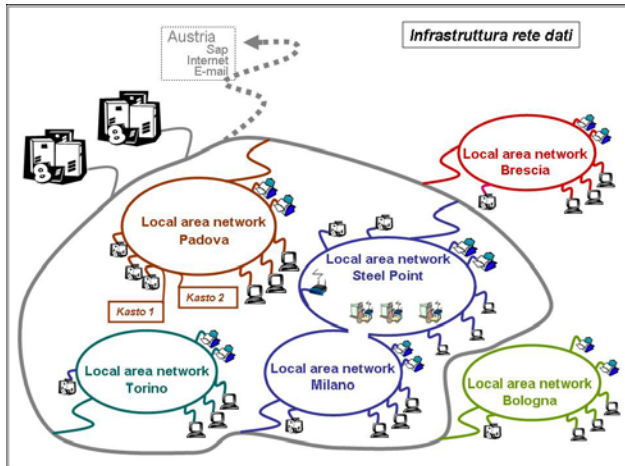 Infrastruttura rete dati
Austria
Sap
Internet
E-mail
Local area network
Brescia
Local area network
Padova
Local area network
Steel Point
Kasto 1
Kasto 2
Local area network
Torino
Local area network
Milano
Local area network
Bologna